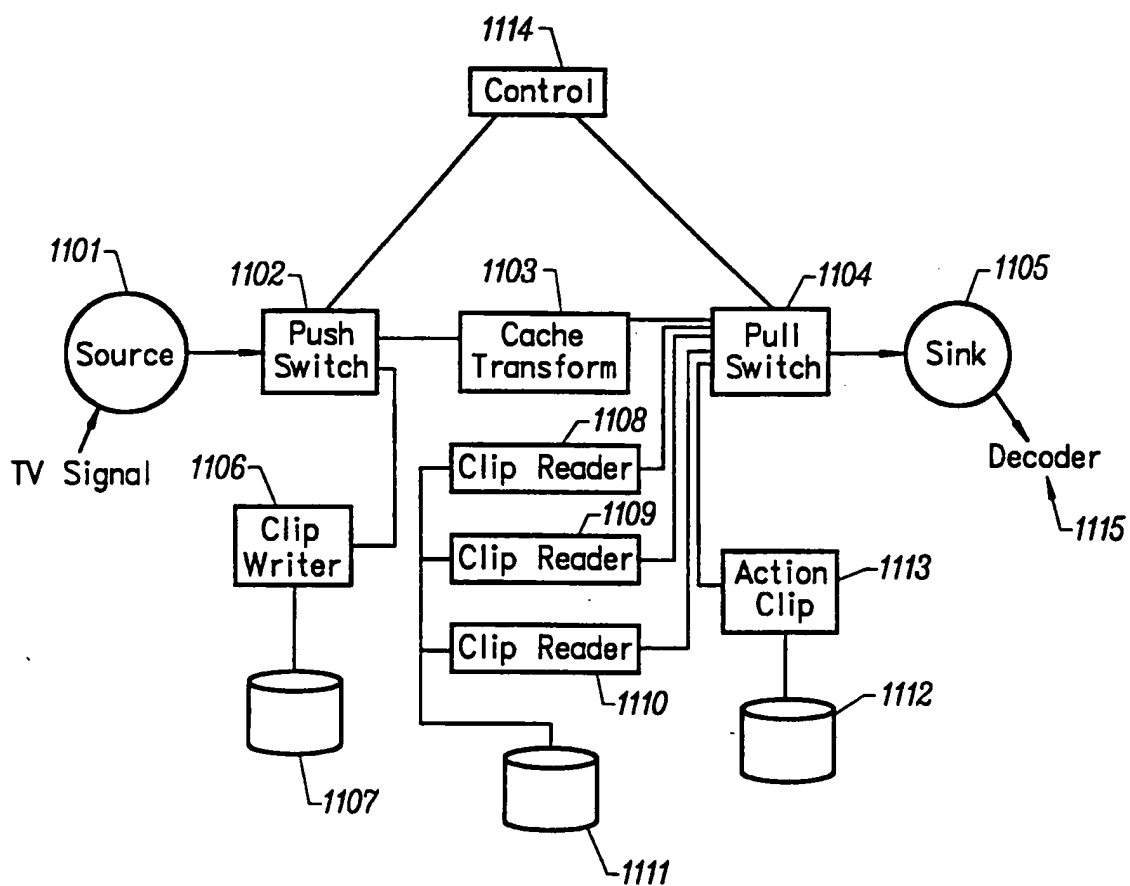 1114
Control
1101
1102
1103
1104
1105
Source
Push
Switch
Cache
Transform
Pull
Switch
Sink
TV Signal
1106
1108
Clip Reader
Decoder
Clip
Writer
1109
Clip Reader
1115
Action
Clip
1113
Clip Reader
1110
1112
1107
1111